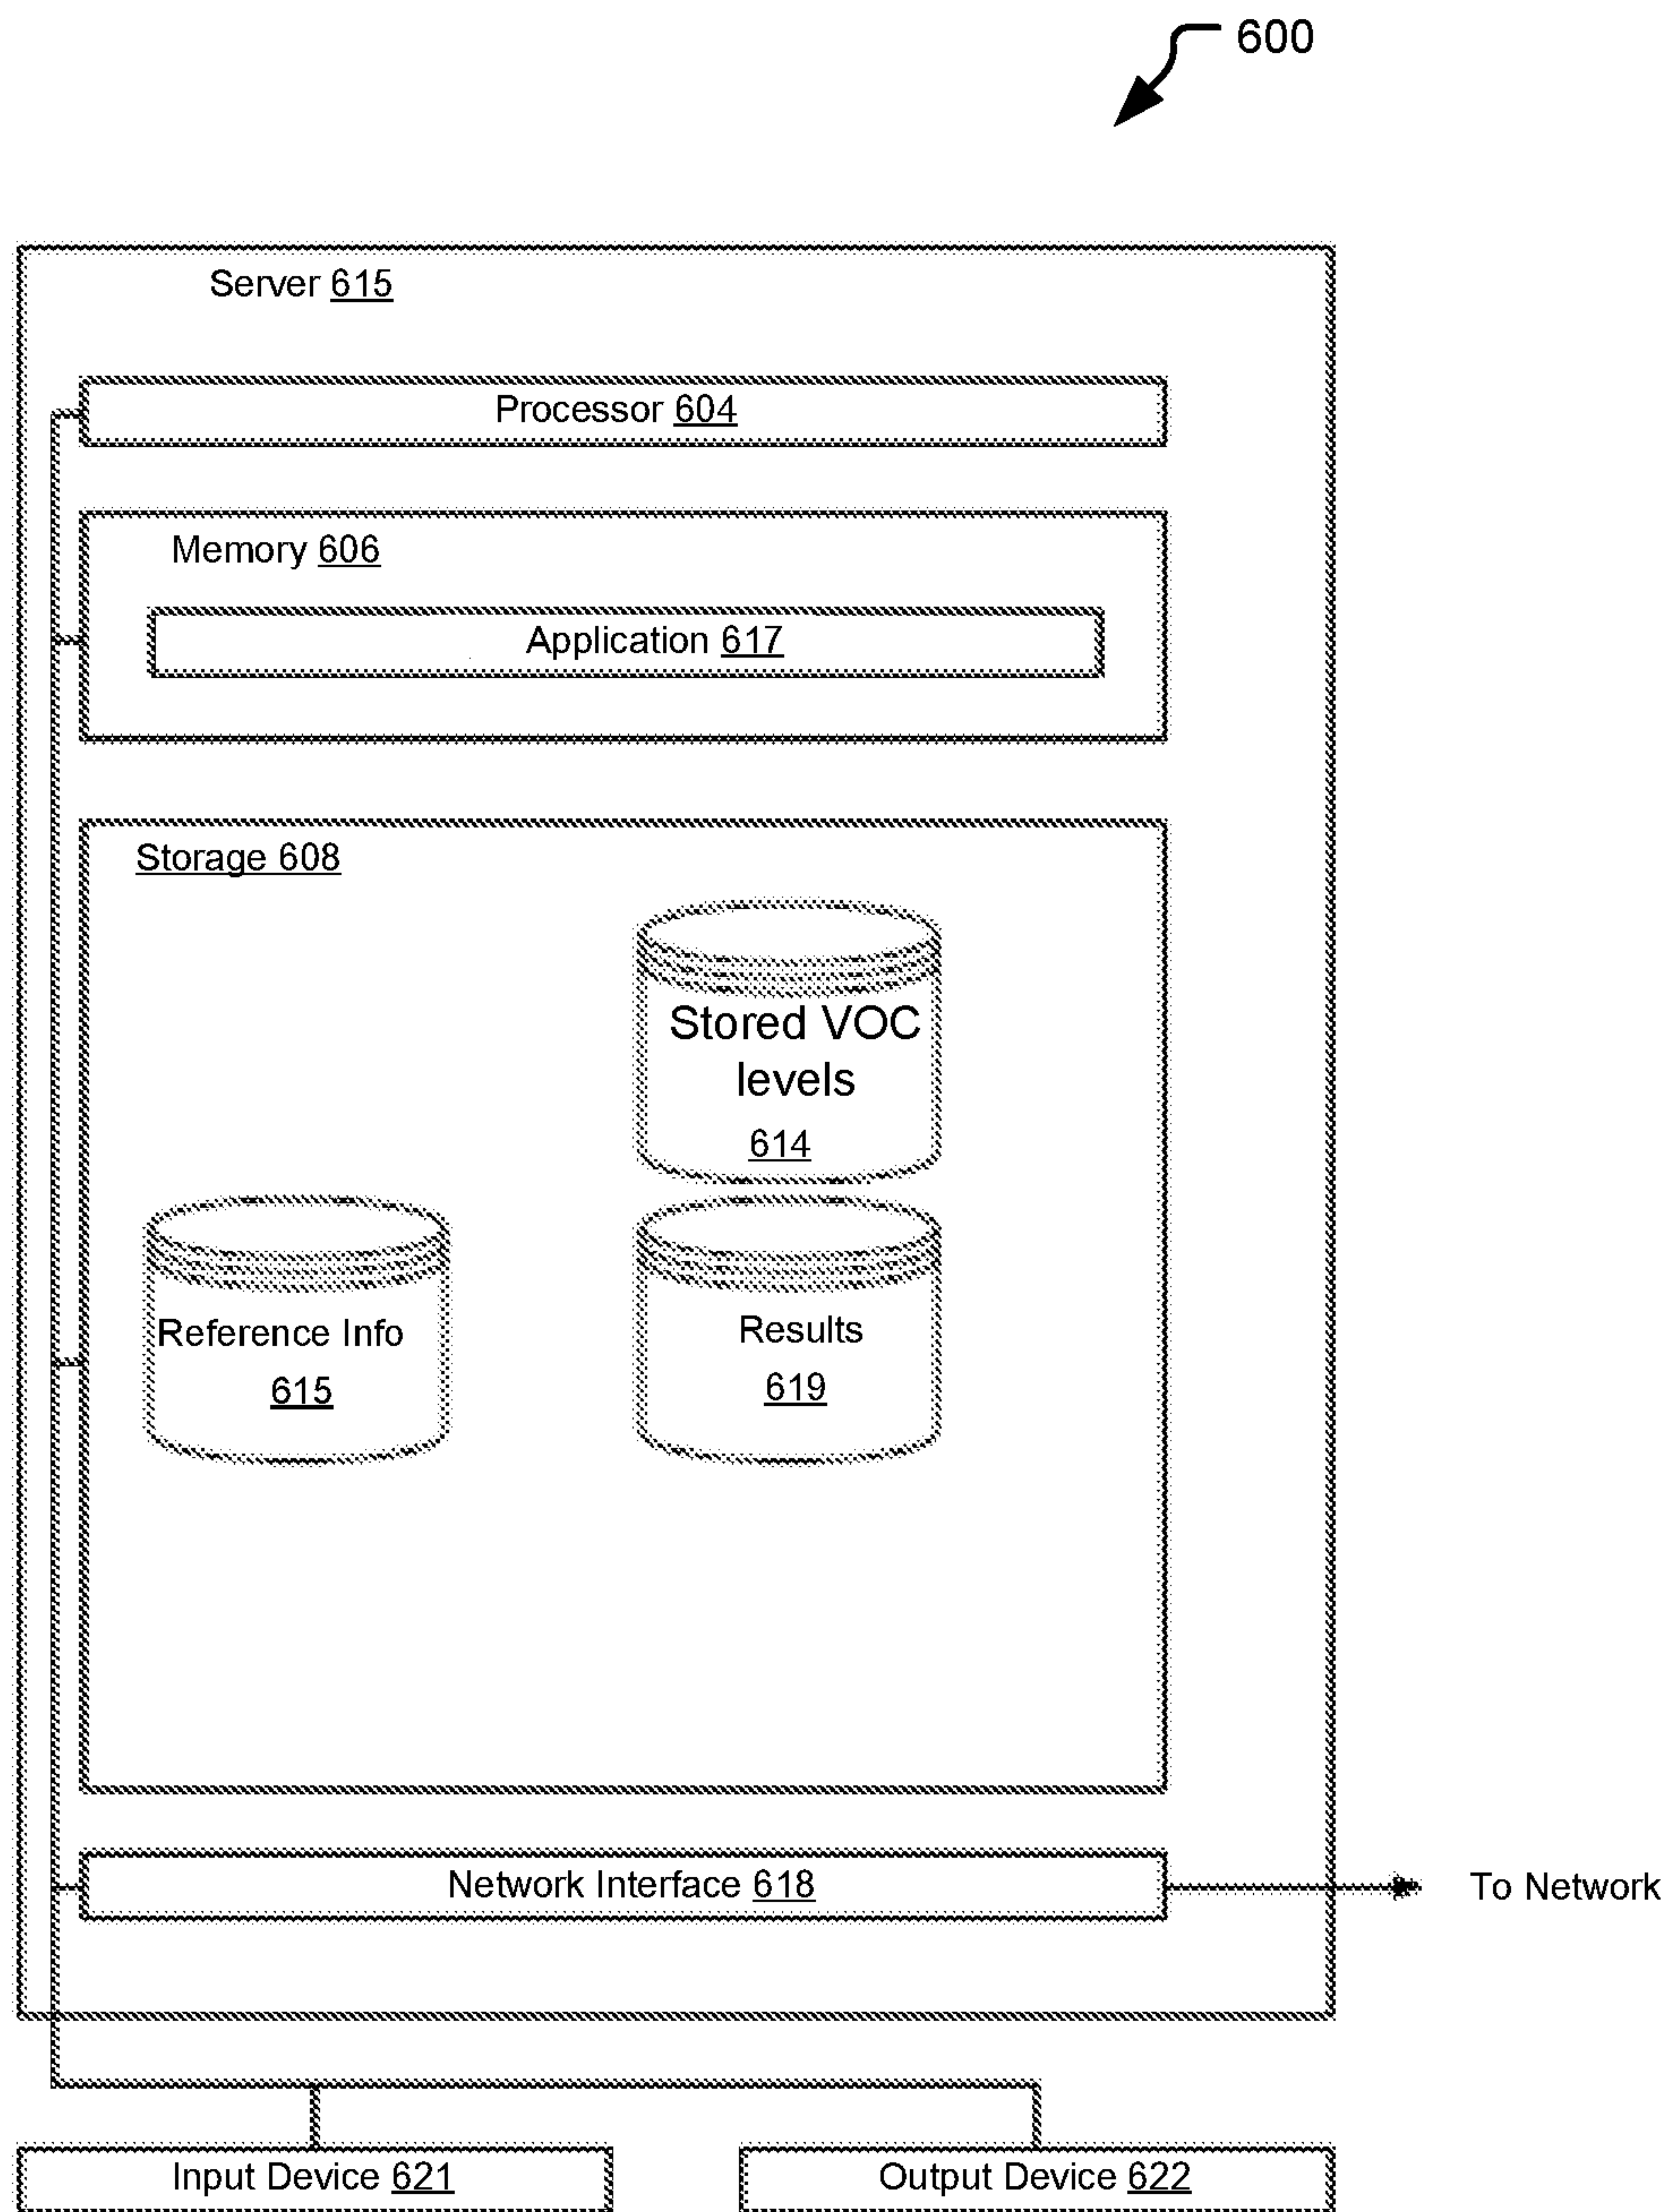 600
Server 615
Processor 604
Memory 606
Application 617
Storage 608
Stored VOC
levels
614
Reference Info
615
Results
619
Network Interface 618
To Network
Input Device 621
Output Device 622